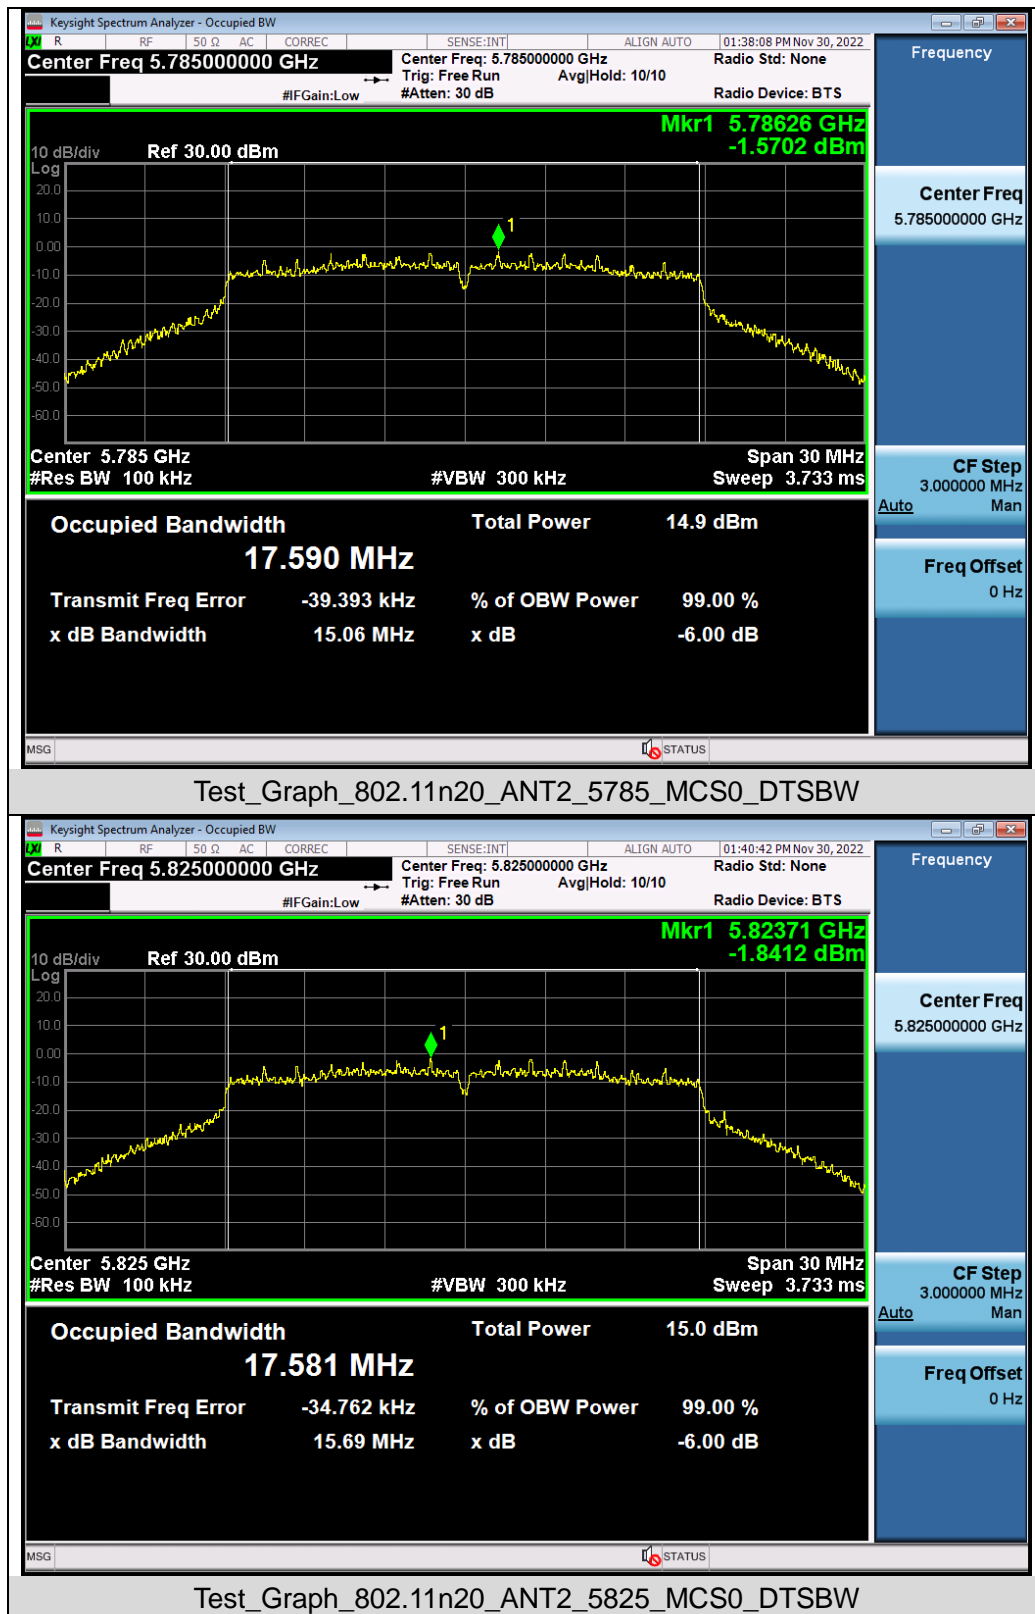 Keysight Spectrum Analyzer - Occupied BW
LXI R RF 50 Ω AC CORREC SENSE:INT ALIGN AUTO 01:38:08 PM Nov 30, 2022
Center Freq 5.785000000 GHz
Center Freq: 5.785000000 GHz Radio Std: None
Trig: Free Run Avg|Hold: 10/10
#IFGain:Low #Atten: 30 dB Radio Device: BTS
Frequency
Mkr1 5.78626 GHz
-1.5702 dBm
10 dB/div Ref 30.00 dBm
Log
20.0
10.0
0.00
-10.0
-20.0
-30.0
-40.0
-50.0
-60.0
1
Center 5.785 GHz Span 30 MHz
#Res BW 100 kHz #VBW 300 kHz Sweep 3.733 ms
Center Freq
5.785000000 GHz
CF Step
3.000000 MHz
Auto Man
Freq Offset
0 Hz
Occupied Bandwidth Total Power 14.9 dBm
17.590 MHz
Transmit Freq Error -39.393 kHz % of OBW Power 99.00 %
x dB Bandwidth 15.06 MHz x dB -6.00 dB
MSG STATUS
Test_Graph_802.11n20_ANT2_5785_MCS0_DTSBW
Keysight Spectrum Analyzer - Occupied BW
LXI R RF 50 Ω AC CORREC SENSE:INT ALIGN AUTO 01:40:42 PM Nov 30, 2022
Center Freq 5.825000000 GHz
Center Freq: 5.825000000 GHz Radio Std: None
Trig: Free Run Avg|Hold: 10/10
#IFGain:Low #Atten: 30 dB Radio Device: BTS
Frequency
Mkr1 5.82371 GHz
-1.8412 dBm
10 dB/div Ref 30.00 dBm
Log
20.0
10.0
0.00
-10.0
-20.0
-30.0
-40.0
-50.0
-60.0
1
Center 5.825 GHz Span 30 MHz
#Res BW 100 kHz #VBW 300 kHz Sweep 3.733 ms
Center Freq
5.825000000 GHz
CF Step
3.000000 MHz
Auto Man
Freq Offset
0 Hz
Occupied Bandwidth Total Power 15.0 dBm
17.581 MHz
Transmit Freq Error -34.762 kHz % of OBW Power 99.00 %
x dB Bandwidth 15.69 MHz x dB -6.00 dB
MSG STATUS
Test_Graph_802.11n20_ANT2_5825_MCS0_DTSBW